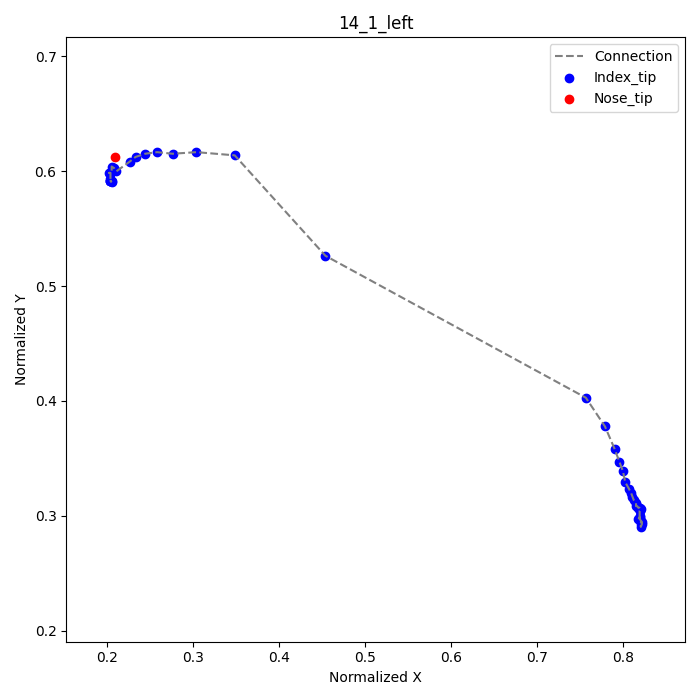 14_1_left
Connection
Index_tip
Nose_tip
Normalized Y
0.7
0.6
0.5
0.4
0.3
0.2
0.2 0.3 0.4 0.5 0.6 0.7 0.8
Normalized X